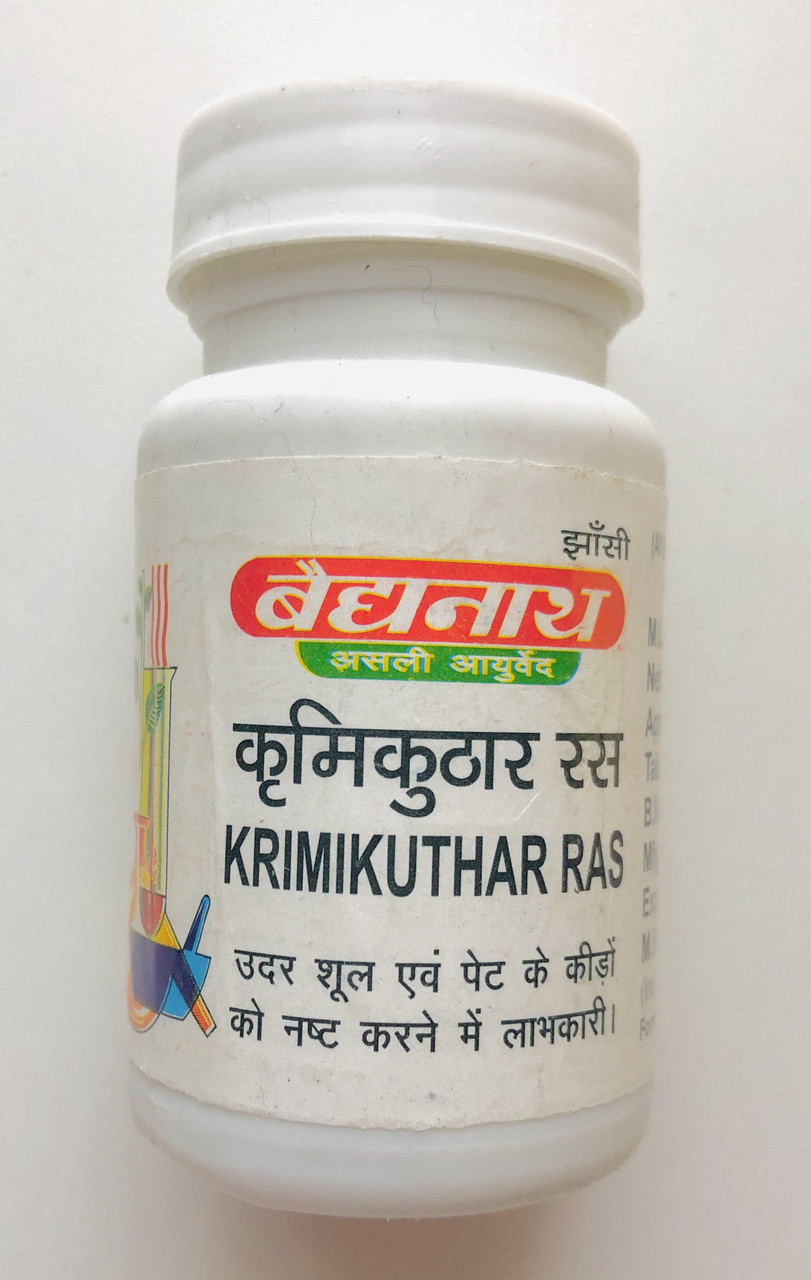 झाँसी
बैद्यनाथ
असली आयुर्वेद
कृमिकुठार रस
KRIMIKUTHAR RAS
उदर शूल एवं पेट के कीड़ों
को नष्ट करने में लाभकारी।